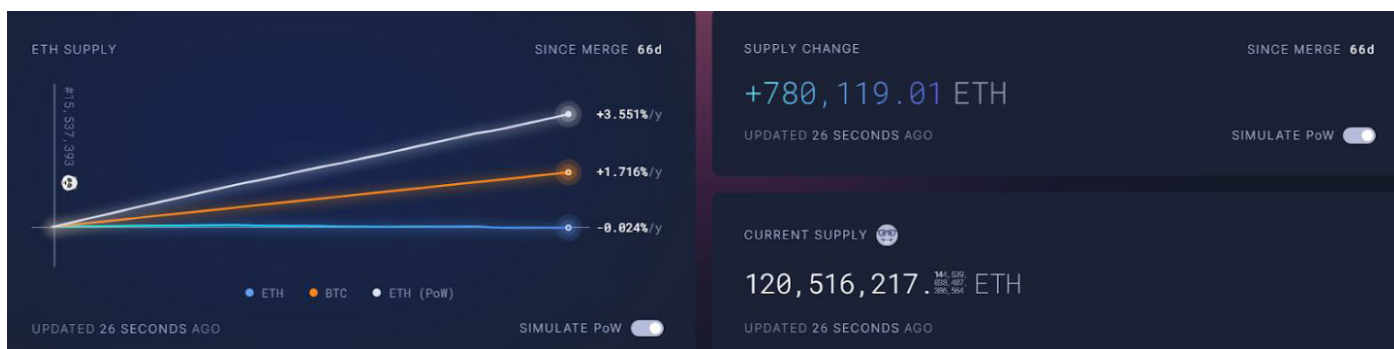 ETH SUPPLY
SINCE MERGE 66d
#15,537,393
+3.551%/y
+1.716%/y
-0.024%/y
ETH
BTC
ETH (PoW)
UPDATED 26 SECONDS AGO
SIMULATE PoW
SUPPLY CHANGE
SINCE MERGE 66d
+780,119.01 ETH
UPDATED 26 SECONDS AGO
SIMULATE PoW
CURRENT SUPPLY
120,516,217. ETH
UPDATED 26 SECONDS AGO